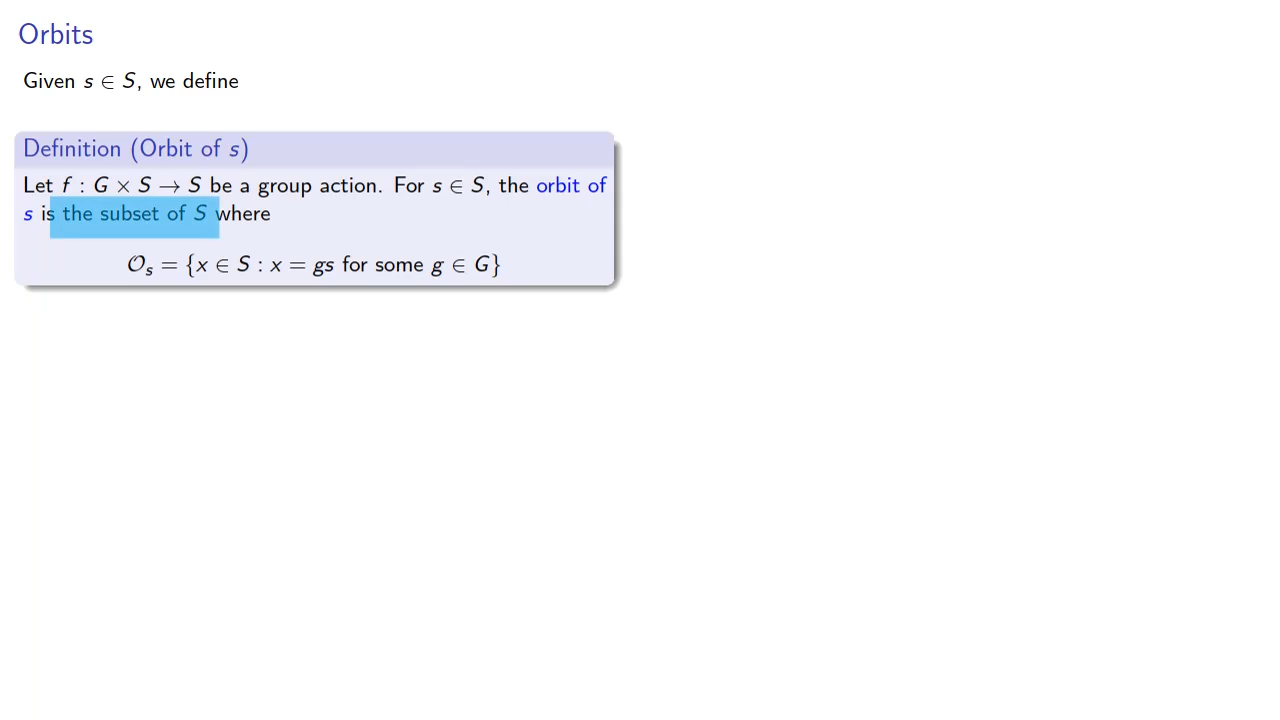 Orbits
Given s ∈ S, we define
Definition (Orbit of s)
Let f : G × S → S be a group action. For s ∈ S, the orbit of
s is the subset of S where
𝒪ₛ = {x ∈ S : x = gs for some g ∈ G}